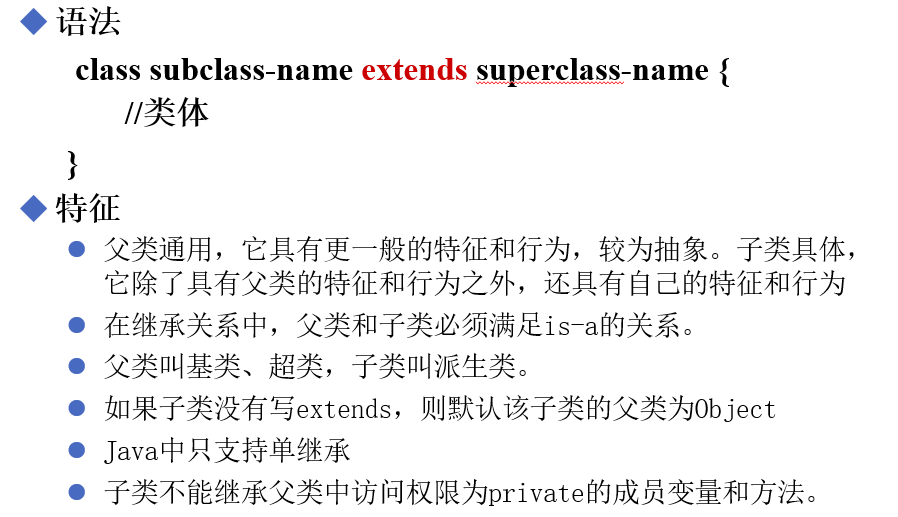 语法
class subclass-name extends superclass-name {
//类体
}
特征
父类通用，它具有更一般的特征和行为，较为抽象。子类具体，
它除了具有父类的特征和行为之外，还具有自己的特征和行为
在继承关系中，父类和子类必须满足is-a的关系。
父类叫基类、超类，子类叫派生类。
如果子类没有写extends，则默认该子类的父类为Object
Java中只支持单继承
子类不能继承父类中访问权限为private的成员变量和方法。